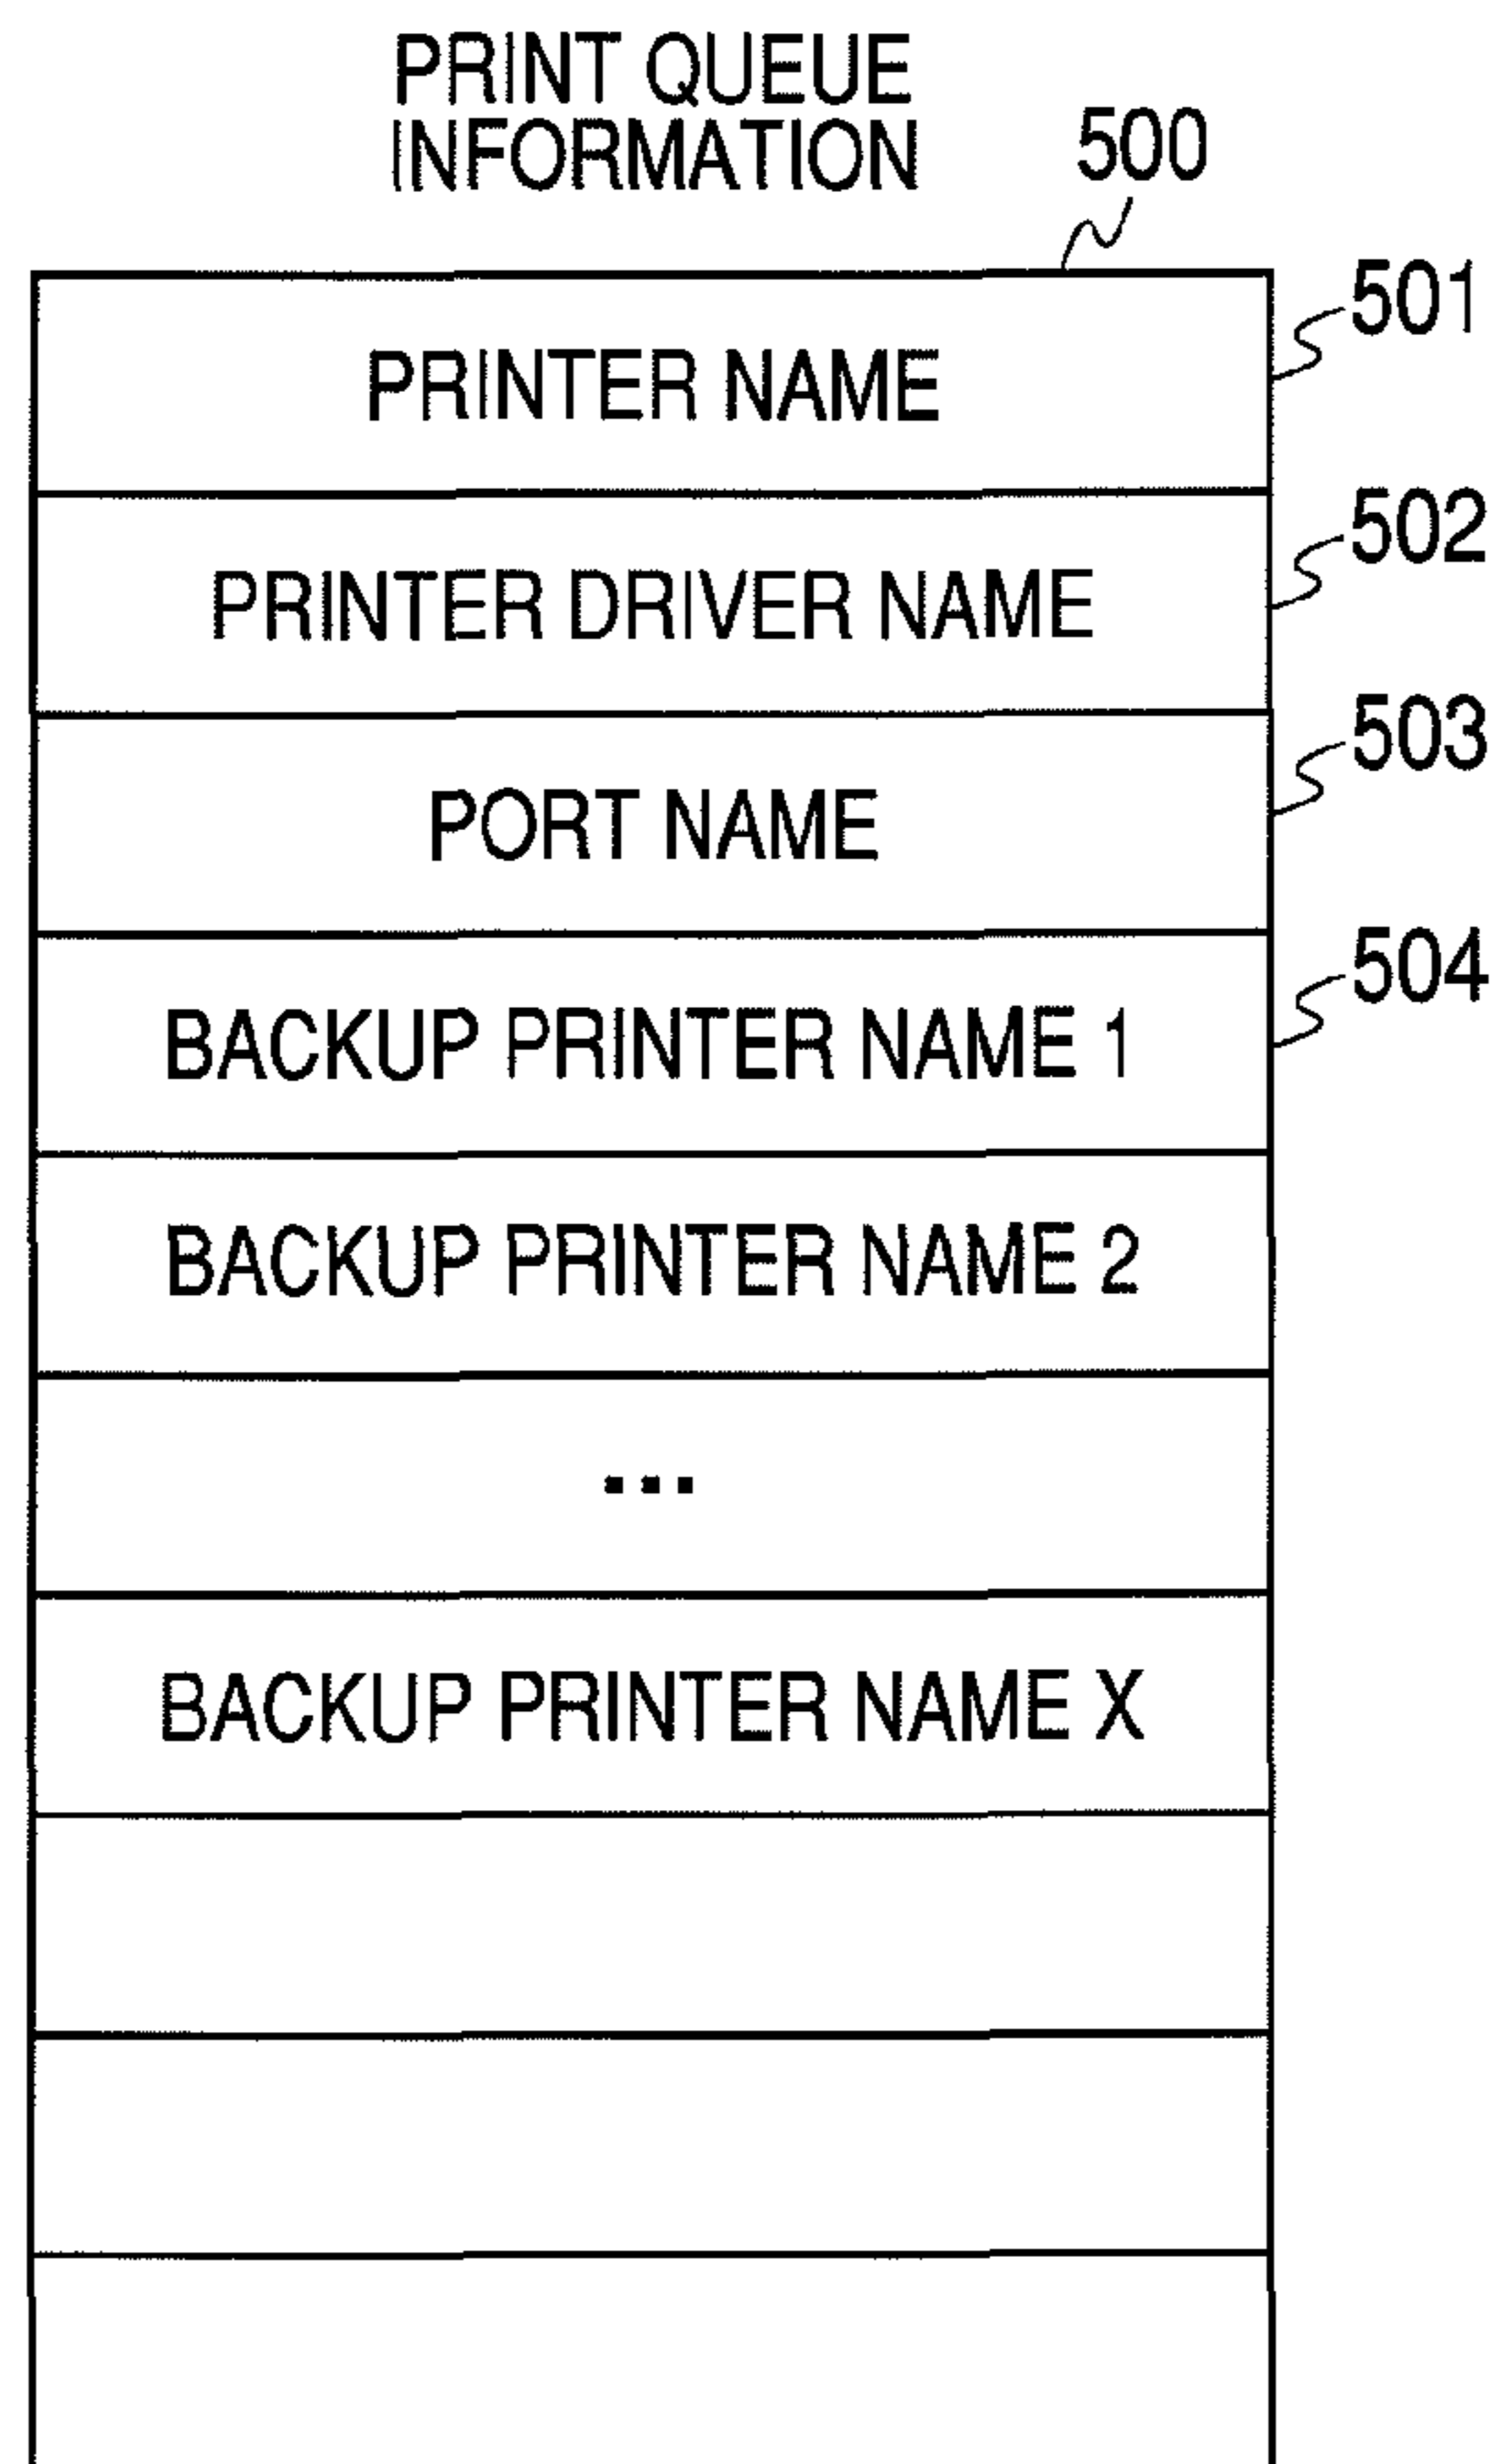 PRINT QUEUE
INFORMATION
500
PRINTER NAME
501
PRINTER DRIVER NAME
502
PORT NAME
503
BACKUP PRINTER NAME 1
504
BACKUP PRINTER NAME 2
...
BACKUP PRINTER NAME X